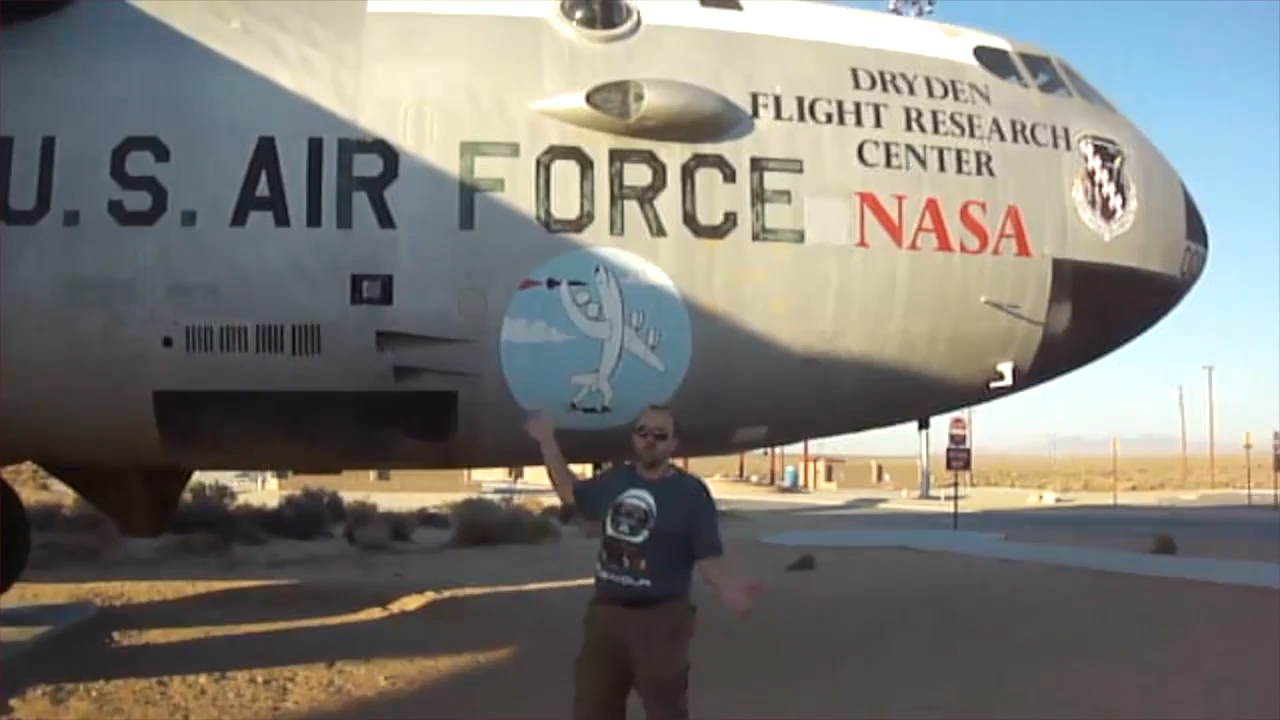 DRYDEN
FLIGHT RESEARCH
CENTER
U.S. AIR FORCE
NASA